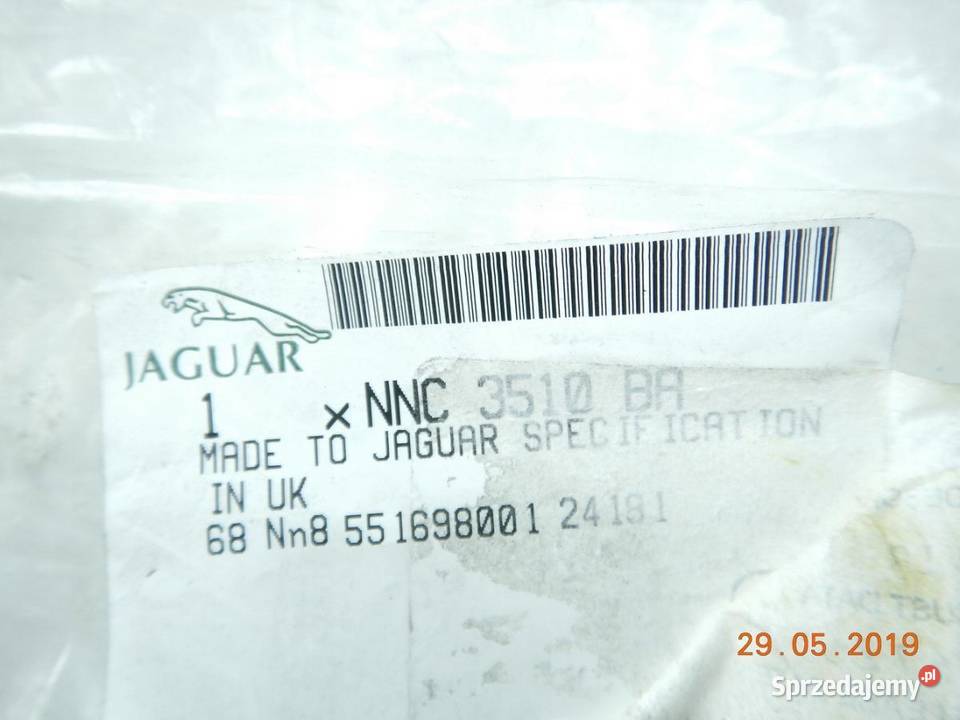 JAGUAR
1 x NNC 3510 BA
MADE TO JAGUAR SPECIFICATION
IN UK
68 Nn8 551698001 24181
29.05.2019
Sprzedajemy.pl